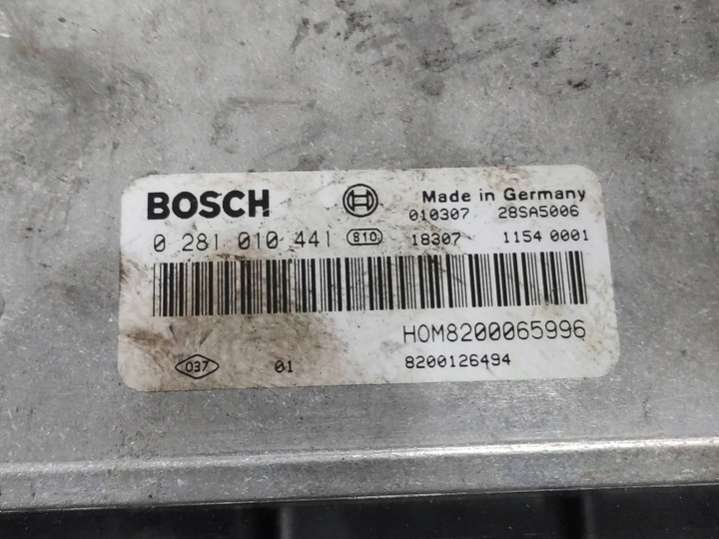 BOSCH Made in Germany
010307 28SA5006
0 281 010 441 810 18307 1154 0001
HOM8200065996
037 01 8200126494